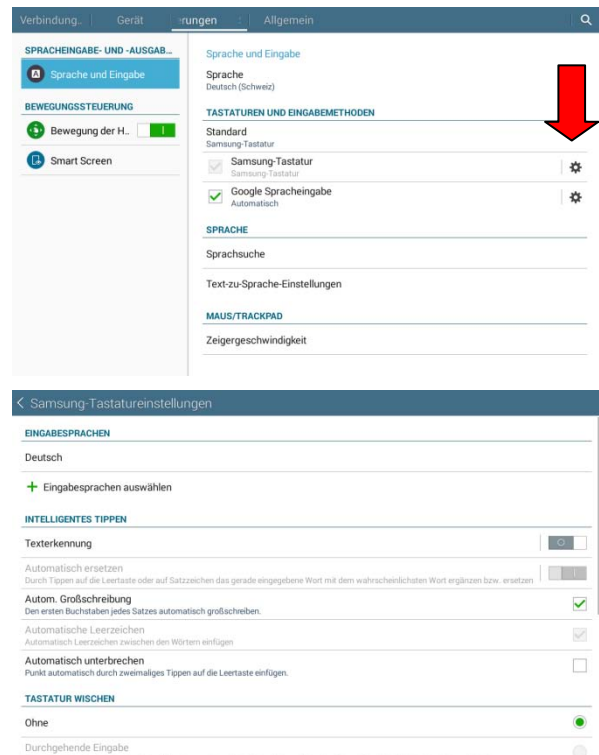 Verbindung..
Gerät
erungen
Allgemein
SPRACHEINGABE- UND -AUSGAB...
Sprache und Eingabe
BEWEGUNGSSTEUERUNG
Bewegung der H..
Smart Screen
Sprache und Eingabe
Sprache
Deutsch (Schweiz)
TASTATUREN UND EINGABEMETHODEN
Standard
Samsung-Tastatur
Samsung-Tastatur
Samsung-Tastatur
Google Spracheingabe
Automatisch
SPRACHE
Sprachsuche
Text-zu-Sprache-Einstellungen
MAUS/TRACKPAD
Zeigergeschwindigkeit
Samsung-Tastatureinstellungen
EINGABESPRACHEN
Deutsch
Eingabesprachen auswählen
INTELLIGENTES TIPPEN
Texterkennung
Automatisch ersetzen
Durch Tippen auf die Leertaste oder auf Satzzeichen das gerade eingegebene Wort mit dem wahrscheinlichsten Wort ergänzen bzw. ersetzen
Autom. Großschreibung
Den ersten Buchstaben jedes Satzes automatisch großschreiben.
Automatische Leerzeichen
Automatisch Leerzeichen zwischen den Wörtern einfügen
Automatisch unterbrechen
Punkt automatisch durch zweimaliges Tippen auf die Leertaste einfügen.
TASTATUR WISCHEN
Ohne
Durchgehende Eingabe